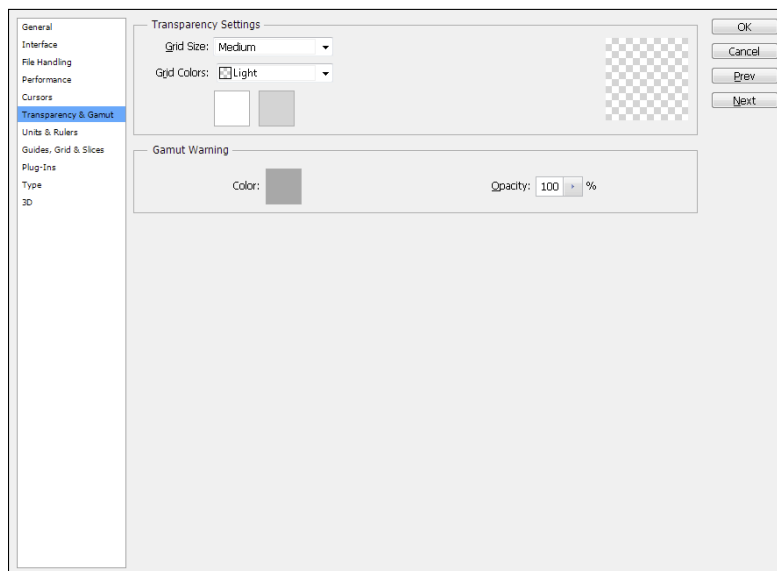 General
Interface
File Handling
Performance
Cursors
Transparency & Gamut
Units & Rulers
Guides, Grid & Slices
Plug-Ins
Type
3D
Transparency Settings
Grid Size: Medium
Grid Colors: Light
Gamut Warning
Color:
Opacity: 100 %
OK
Cancel
Prev
Next